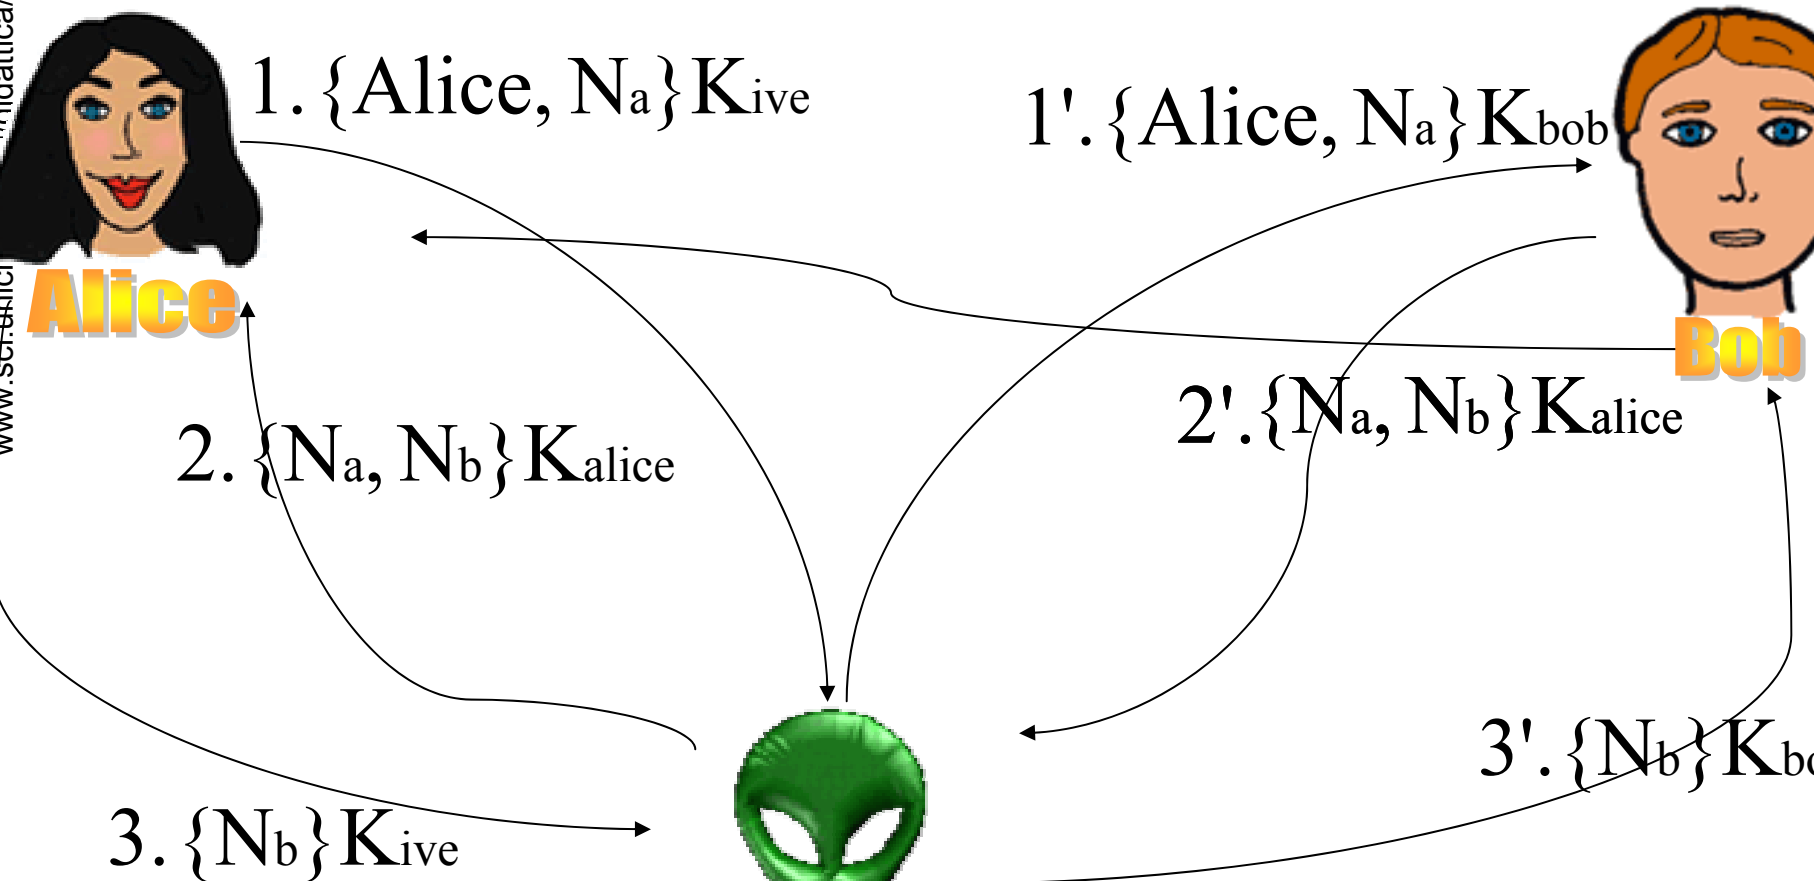 1. {Alice, Na}Kive
1'. {Alice, Na}Kbob
Alice
Bob
2'. {Na, Nb}Kalice
2. {Na, Nb}Kalice
3'. {Nb}Kbo
3. {Nb}Kive